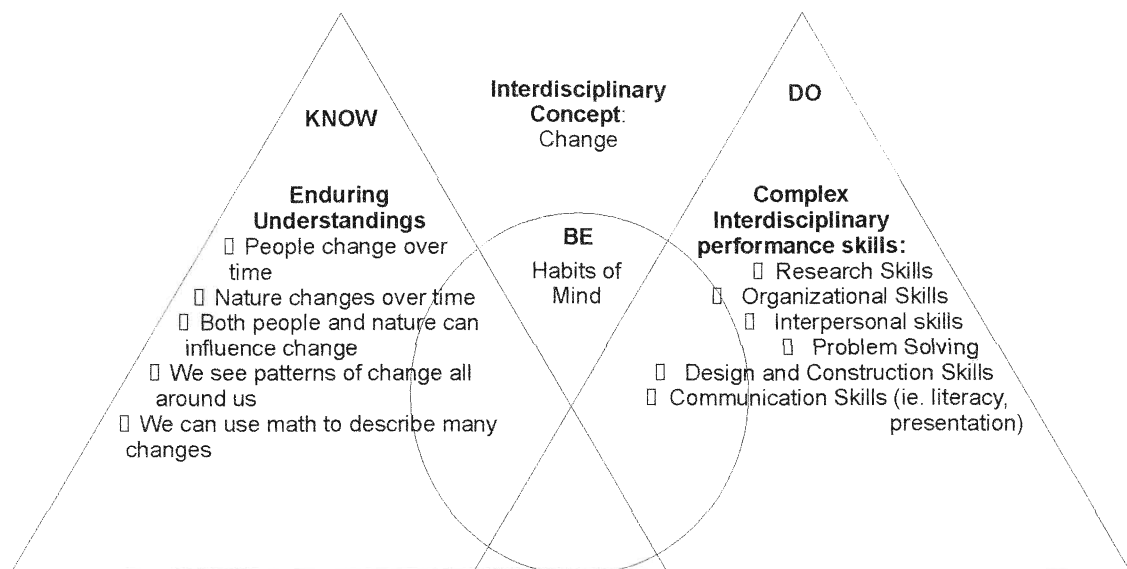 KNOW
Enduring
Understandings
▯ People change over
time
▯ Nature changes over time
▯ Both people and nature can
influence change
▯ We see patterns of change all
around us
▯ We can use math to describe many
changes
Interdisciplinary
Concept:
Change
BE
Habits of
Mind
DO
Complex
Interdisciplinary
performance skills:
▯ Research Skills
▯ Organizational Skills
▯ Interpersonal skills
▯ Problem Solving
▯ Design and Construction Skills
▯ Communication Skills (ie. literacy,
presentation)